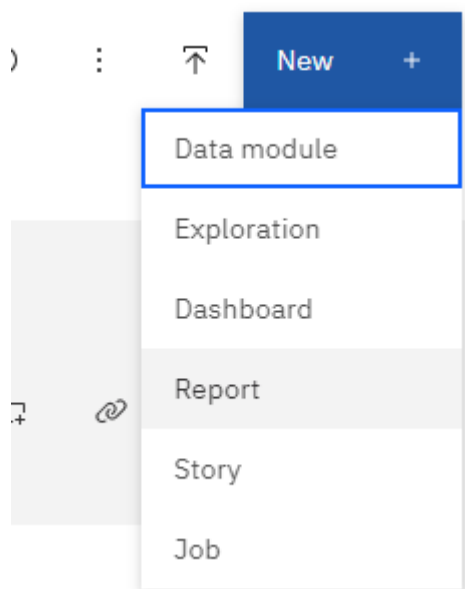 New +
Data module
Exploration
Dashboard
Report
Story
Job